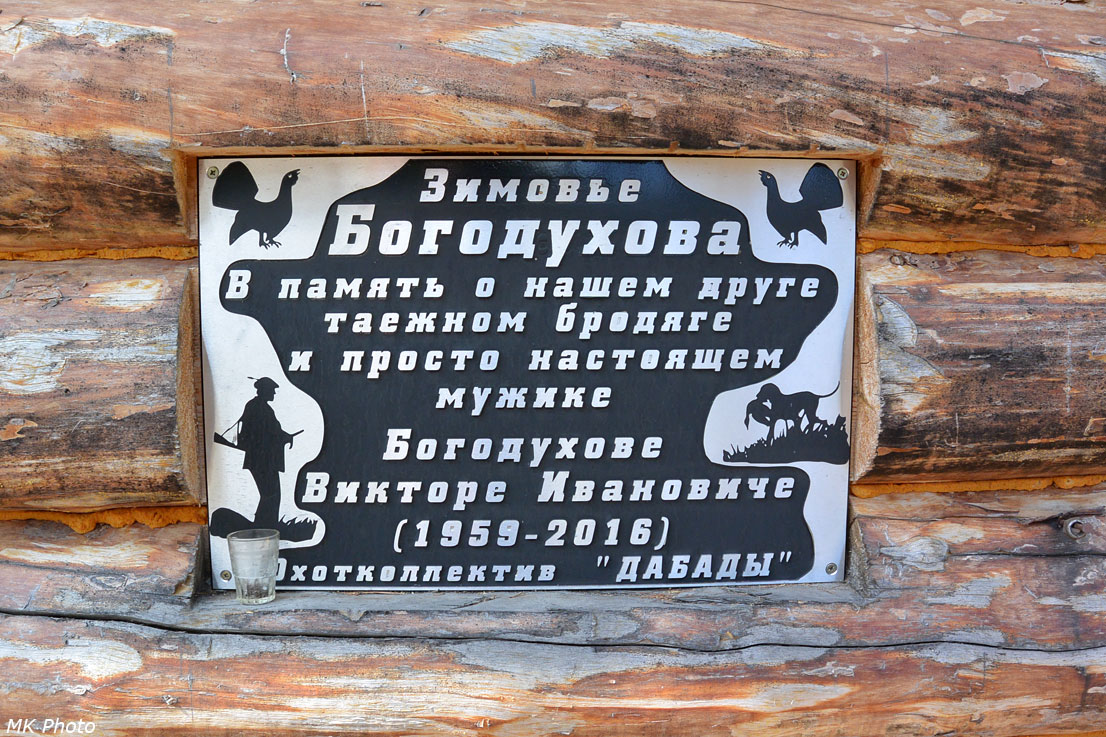 Зимовье
Богодухова
В память о нашем друге
таежном бродяге
и просто настоящем
мужике
Богодухове
Викторе Ивановиче
(1959-2016)
Охотколлектив "ДАБАДЫ"
MK-Photo